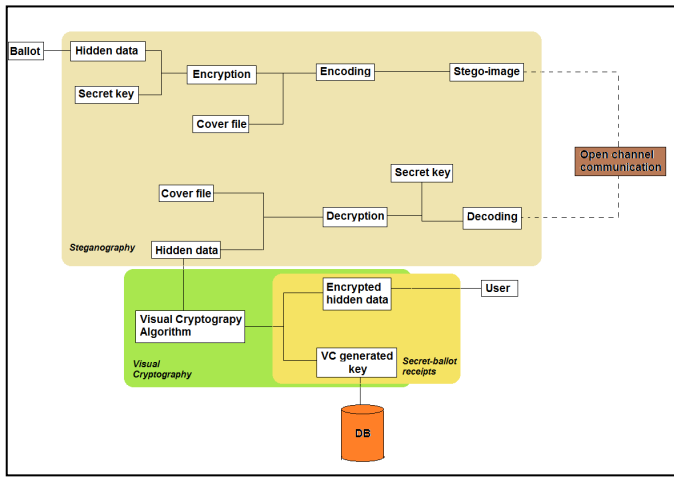 Ballot
Hidden data
Secret key
Encryption
Cover file
Encoding
Stego-image
Open channel
communication
Secret key
Cover file
Decryption
Decoding
Steganography
Hidden data
Encrypted
hidden data
User
Visual Cryptograpy
Algorithm
VC generated
key
Visual
Cryptography
Secret-ballot
receipts
DB